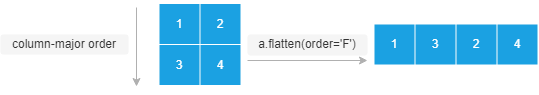 column-major order
1 2
3 4
a.flatten(order='F')
1 3 2 4